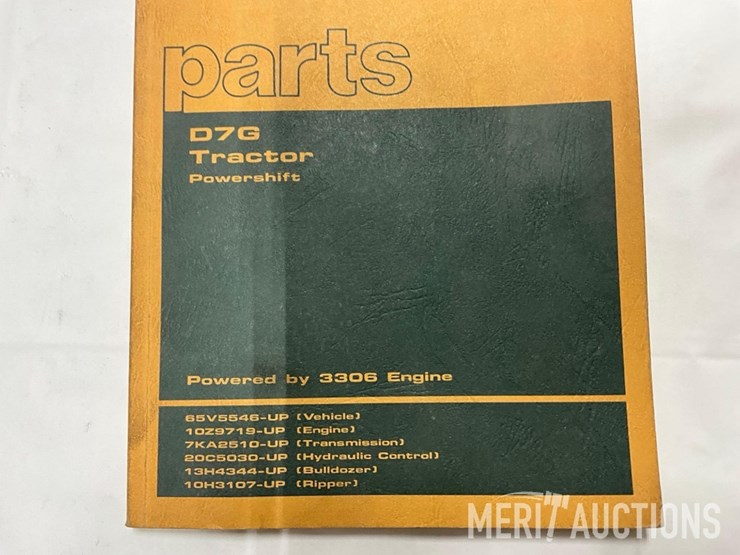 parts
D7G
Tractor
Powershift
Powered by 3306 Engine
65V5546-UP (Vehicle)
10Z9719-UP (Engine)
7KA2510-UP (Transmission)
20C5030-UP (Hydraulic Control)
13H4344-UP (Bulldozer)
10H3107-UP (Ripper)
MERIT AUCTIONS